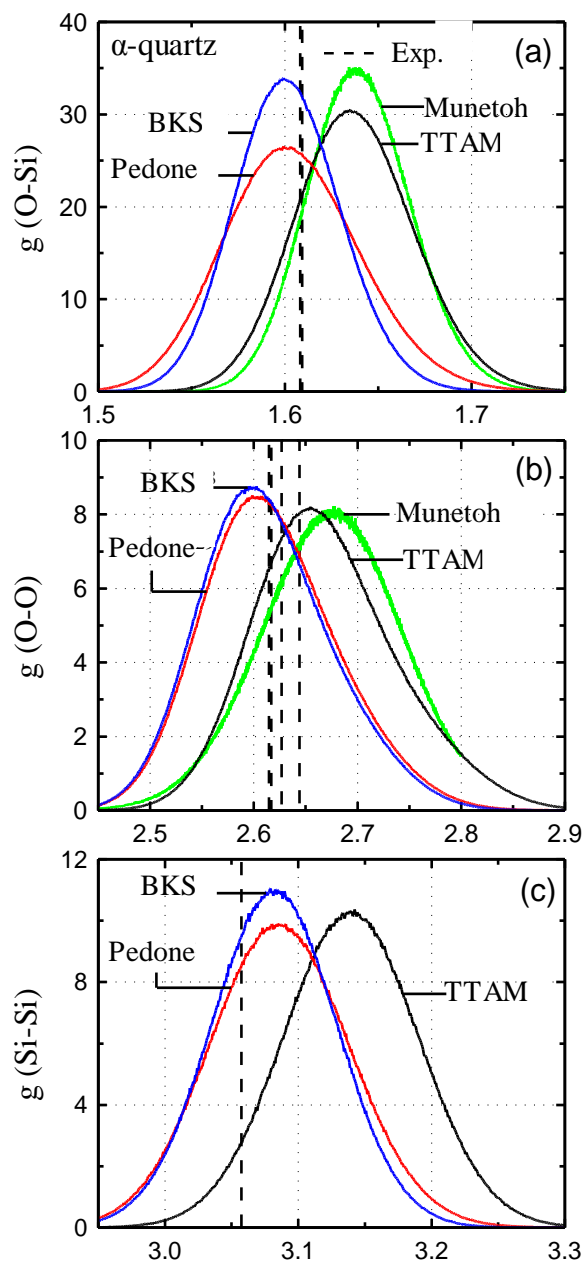 40
α-quartz
Exp.
(a)
BKS
Munetoh
TTAM
Pedone
30
20
10
0
g (O-Si)
1.5
1.6
1.7
10
(b)
BKS
Munetoh
Pedone
TTAM
8
6
4
2
0
g (O-O)
2.5
2.6
2.7
2.8
2.9
12
(c)
BKS
Pedone
TTAM
8
4
0
g (Si-Si)
3.0
3.1
3.2
3.3